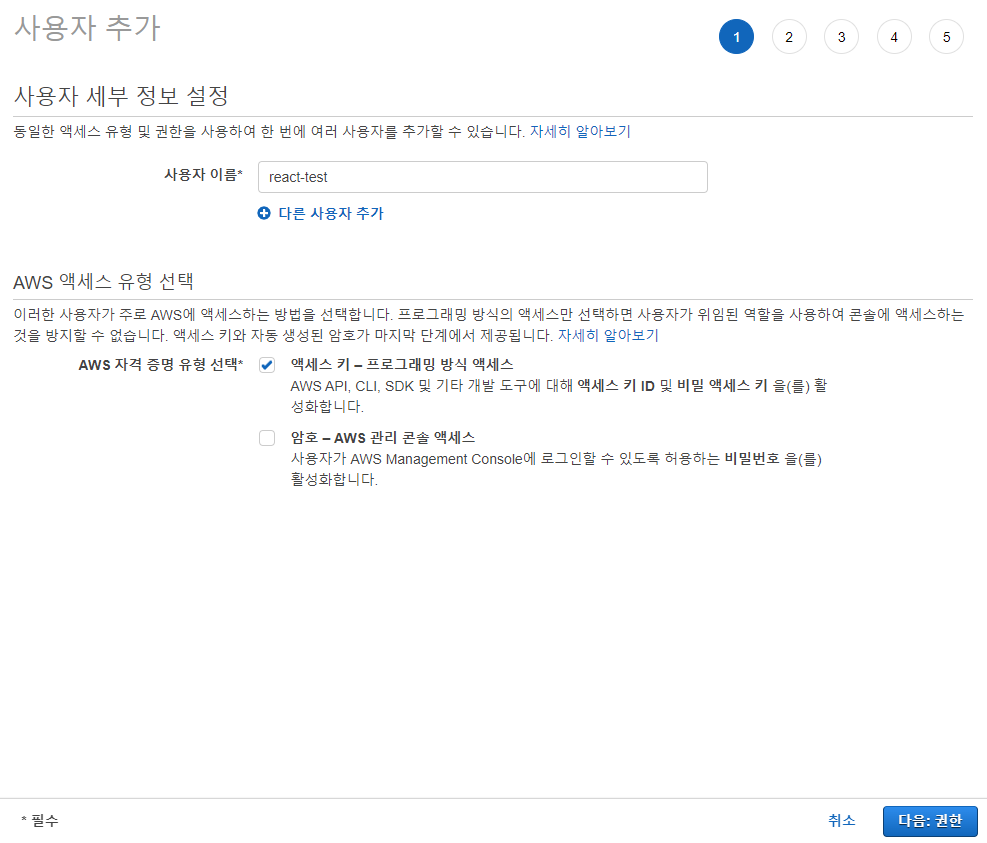 사용자 추가
1 2 3 4 5
사용자 세부 정보 설정
동일한 액세스 유형 및 권한을 사용하여 한 번에 여러 사용자를 추가할 수 있습니다. 자세히 알아보기
사용자 이름* react-test
다른 사용자 추가
AWS 액세스 유형 선택
이러한 사용자가 주로 AWS에 액세스하는 방법을 선택합니다. 프로그래밍 방식의 액세스만 선택하면 사용자가 위임된 역할을 사용하여 콘솔에 액세스하는
것을 방지할 수 없습니다. 액세스 키와 자동 생성된 암호가 마지막 단계에서 제공됩니다. 자세히 알아보기
AWS 자격 증명 유형 선택* 액세스 키 – 프로그래밍 방식 액세스
AWS API, CLI, SDK 및 기타 개발 도구에 대해 액세스 키 ID 및 비밀 액세스 키 을(를) 활
성화합니다.
암호 – AWS 관리 콘솔 액세스
사용자가 AWS Management Console에 로그인할 수 있도록 허용하는 비밀번호 을(를)
활성화합니다.
* 필수 취소 다음: 권한